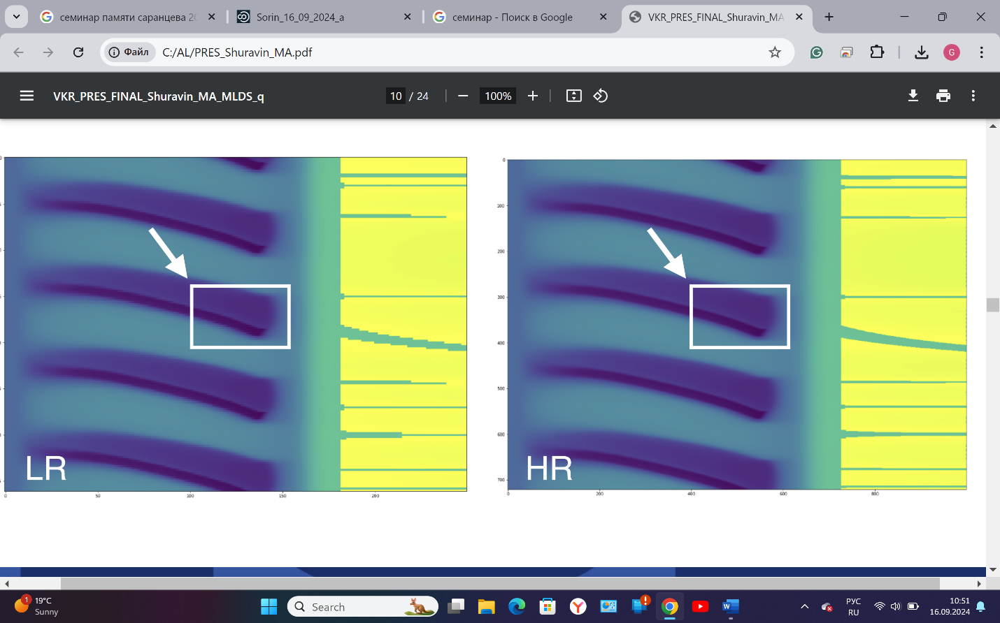 семинар памяти саранцева 20
Sorin_16_09_2024_a
семинар - Поиск в Google
VKR_PRES_FINAL_Shuravin_MA
Файл
C:/AL/PRES_Shuravin_MA.pdf
G
VKR_PRES_FINAL_Shuravin_MA_MLDS_q
10 / 24
100%
0
100
200
300
400
500
600
700
LR
HR
0
50
100
150
200
0
200
400
600
800
1
19°C
Sunny
Search
РУС
RU
10:51
16.09.2024